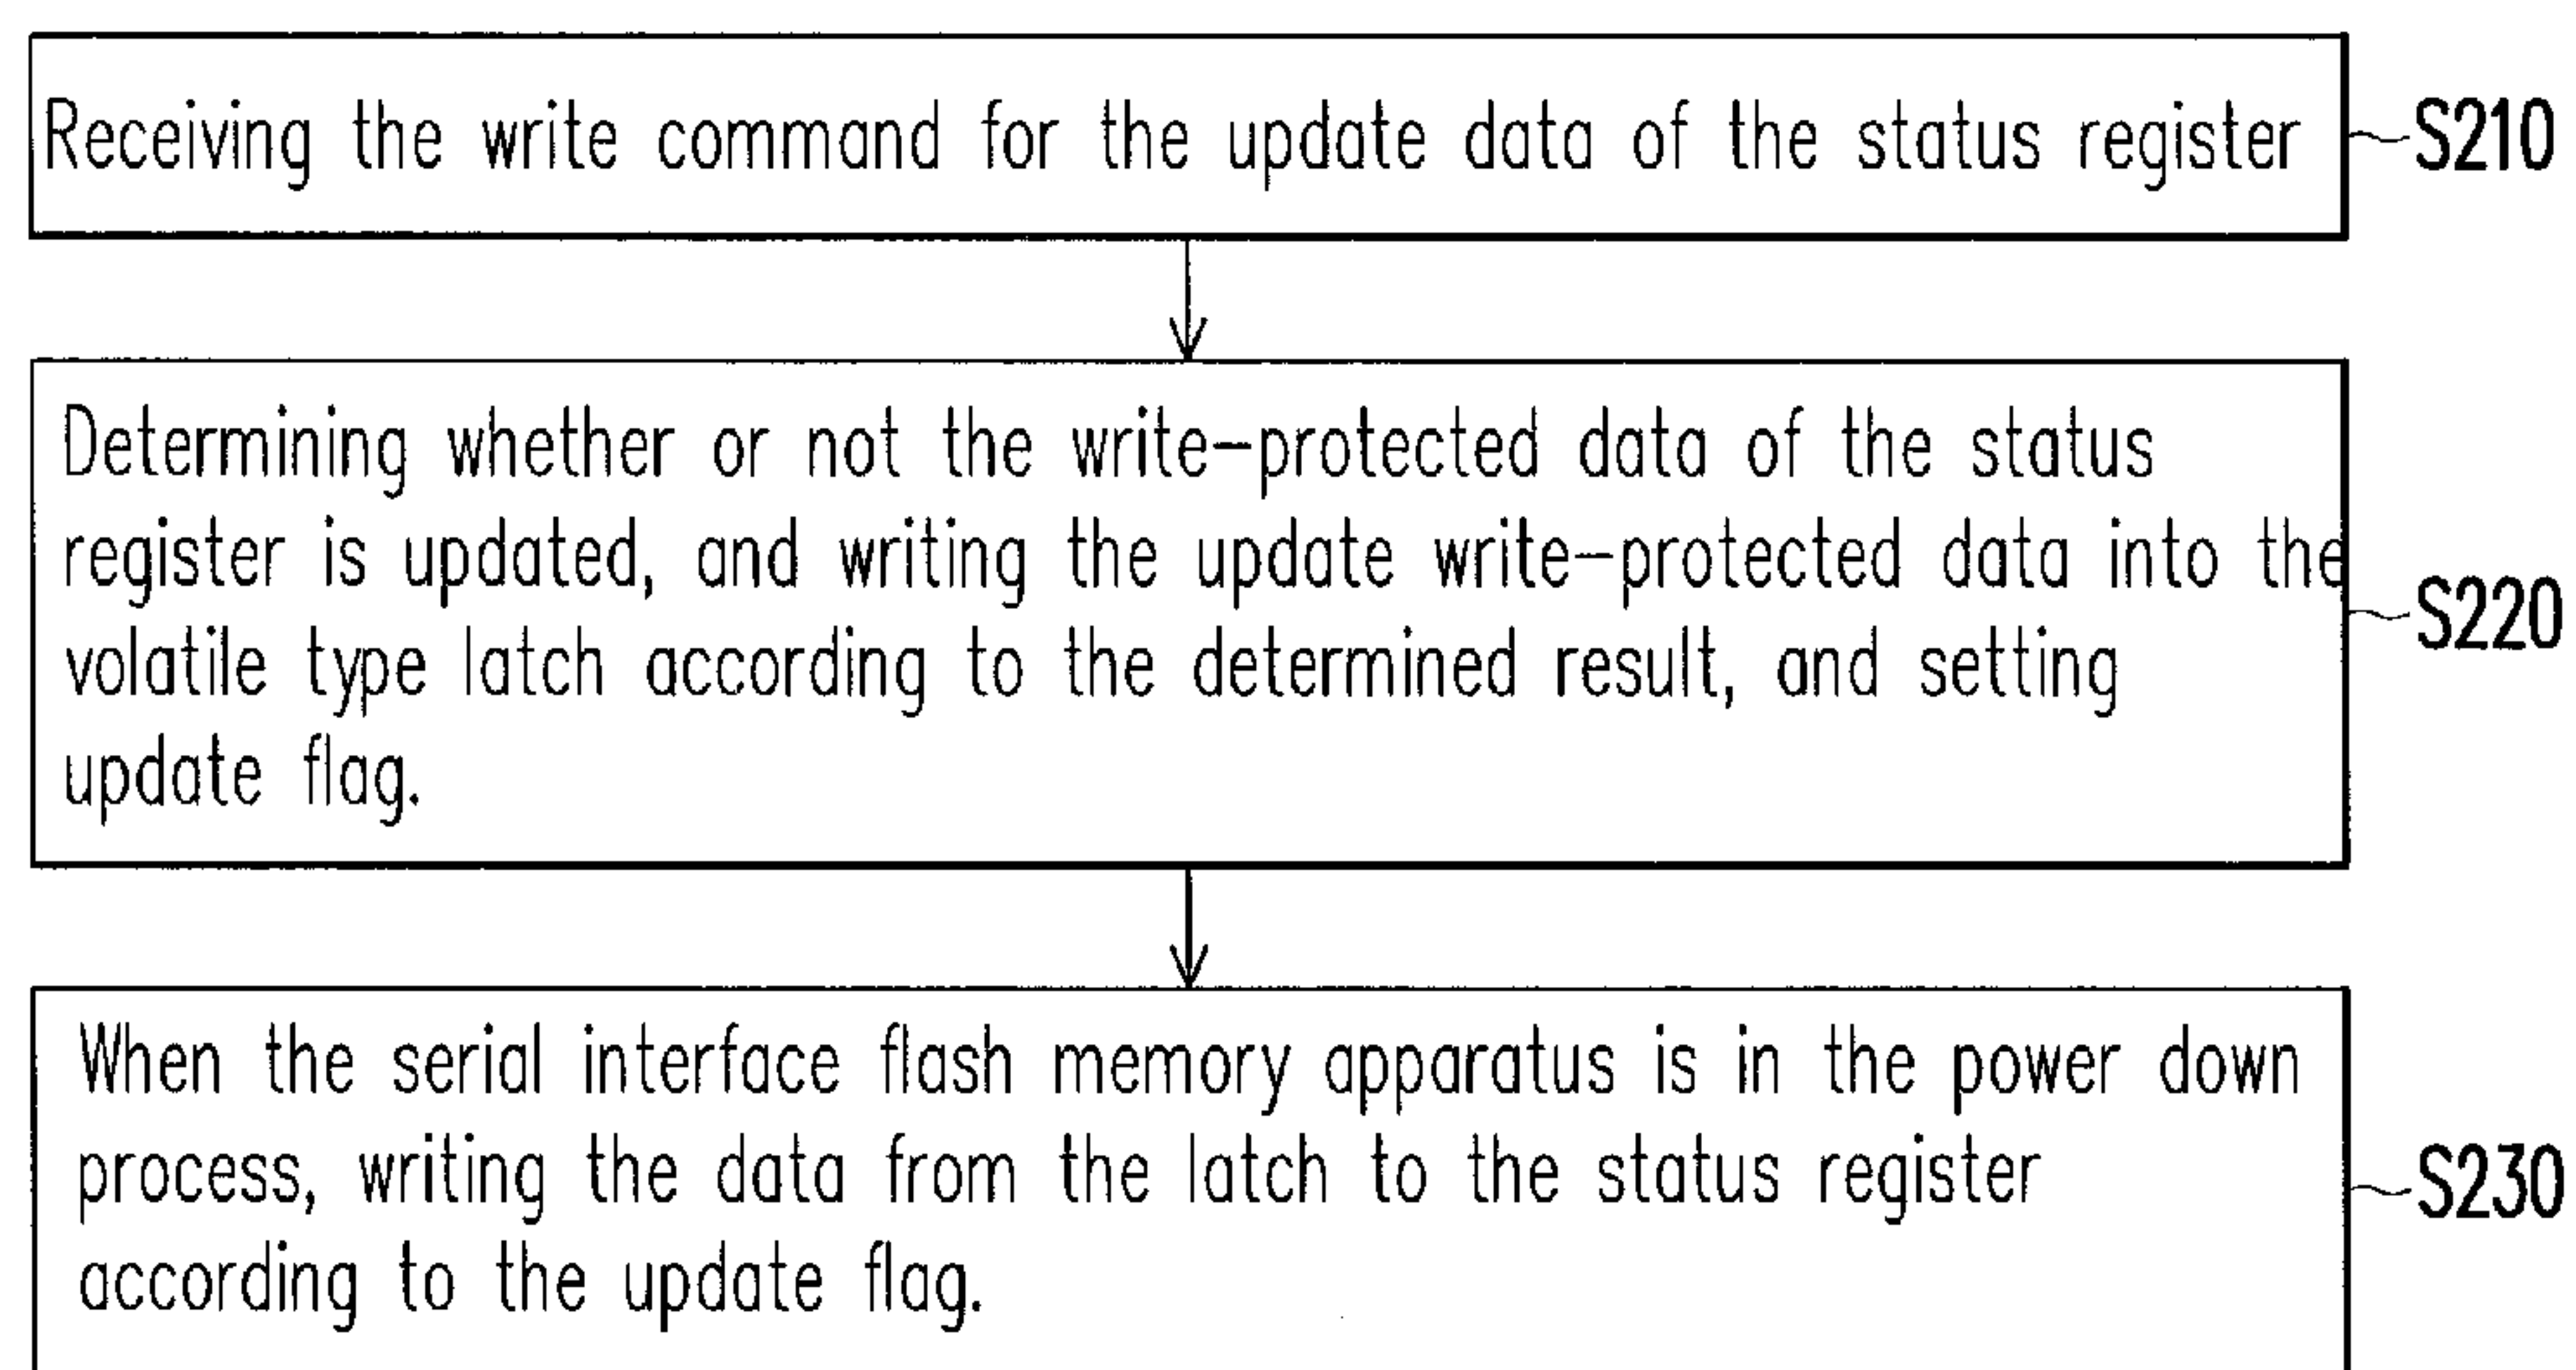 Receiving the write command for the update data of the status register
S210
Determining whether or not the write-protected data of the status
register is updated, and writing the update write-protected data into the
volatile type latch according to the determined result, and setting
update flag.
S220
When the serial interface flash memory apparatus is in the power down
process, writing the data from the latch to the status register
according to the update flag.
S230